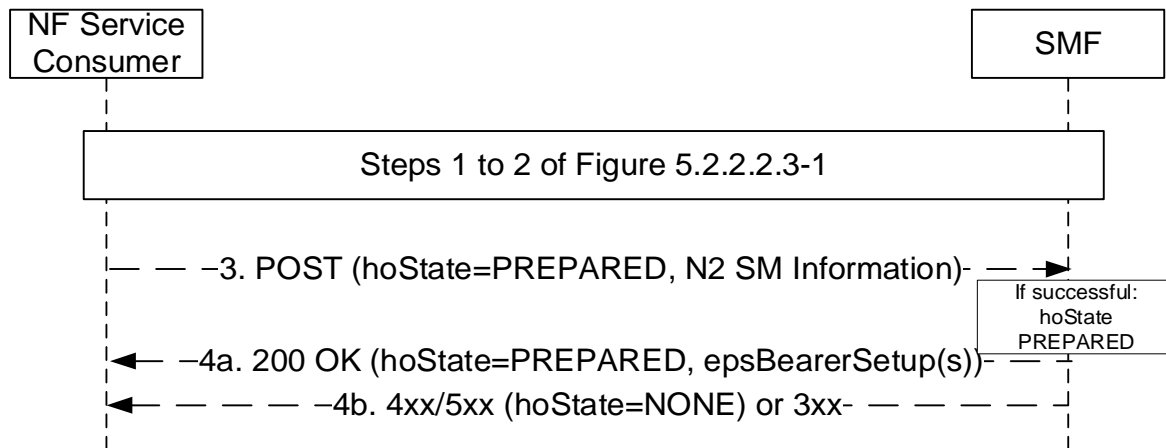 NF Service
Consumer
SMF
Steps 1 to 2 of Figure 5.2.2.2.3-1
3. POST (hoState=PREPARED, N2 SM Information)
If successful:
hoState
PREPARED
4a. 200 OK (hoState=PREPARED, epsBearerSetup(s))
4b. 4xx/5xx (hoState=NONE) or 3xx